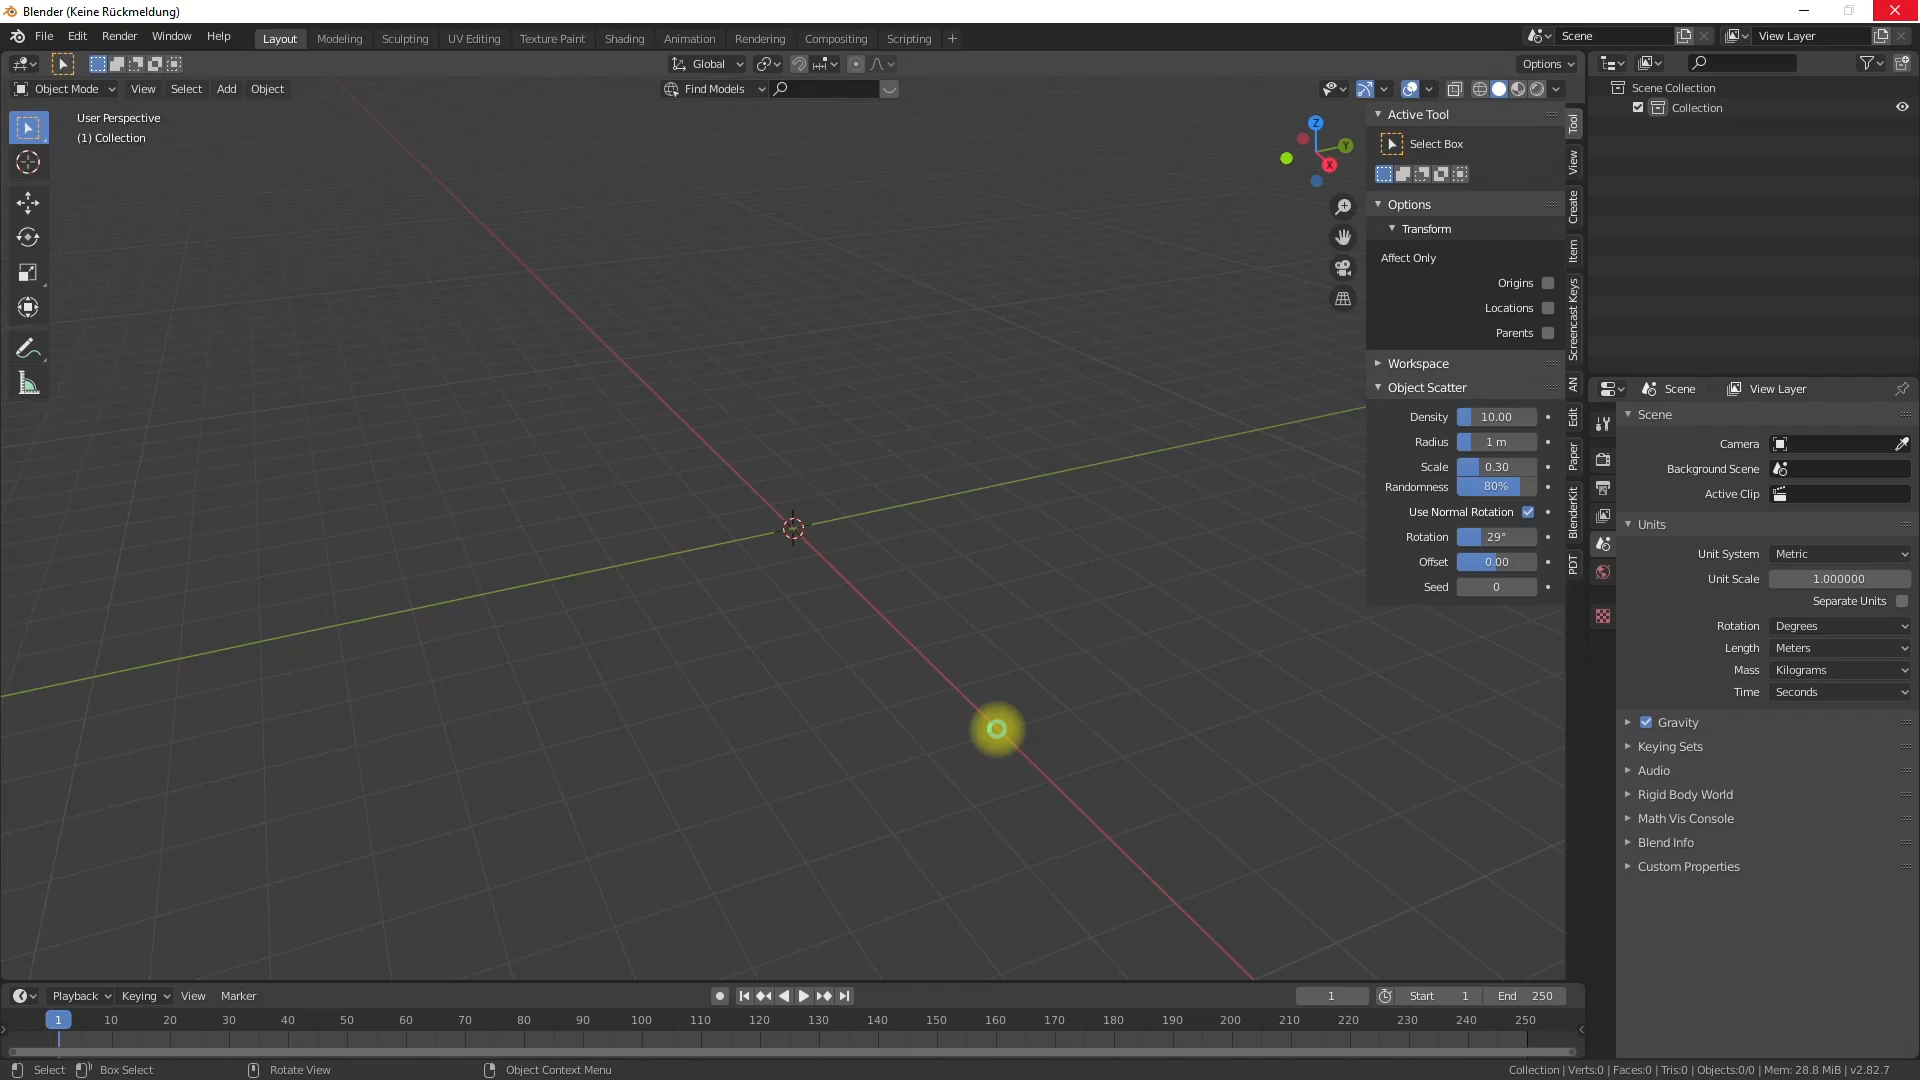 Blender (Keine Rückmeldung)
File Edit Render Window Help
Layout Modeling Sculpting UV Editing Texture Paint Shading Animation Rendering Compositing Scripting +
Scene
View Layer
Global
Options
Object Mode View Select Add Object
Find Models
User Perspective
(1) Collection
Z
Y
X
Active Tool
Select Box
Options
Transform
Affect Only
Origins
Locations
Parents
Workspace
Object Scatter
Density 10.00
Radius 1 m
Scale 0.30
Randomness 80%
Use Normal Rotation
Rotation 29°
Offset 0.00
Seed 0
Tool
View
Create
Item
Screencast Keys
AN
Edit
Paper
BlenderKit
PDT
Scene Collection
Collection
Scene View Layer
Scene
Camera
Background Scene
Active Clip
Units
Unit System Metric
Unit Scale 1.000000
Separate Units
Rotation Degrees
Length Meters
Mass Kilograms
Time Seconds
Gravity
Keying Sets
Audio
Rigid Body World
Math Vis Console
Blend Info
Custom Properties
Playback Keying View Marker
1 Start 1 End 250
1 10 20 30 40 50 60 70 80 90 100 110 120 130 140 150 160 170 180 190 200 210 220 230 240 250
Select Box Select Rotate View Object Context Menu
Collection | Verts:0 | Faces:0 | Tris:0 | Objects:0/0 | Mem: 28.8 MiB | v2.82.7